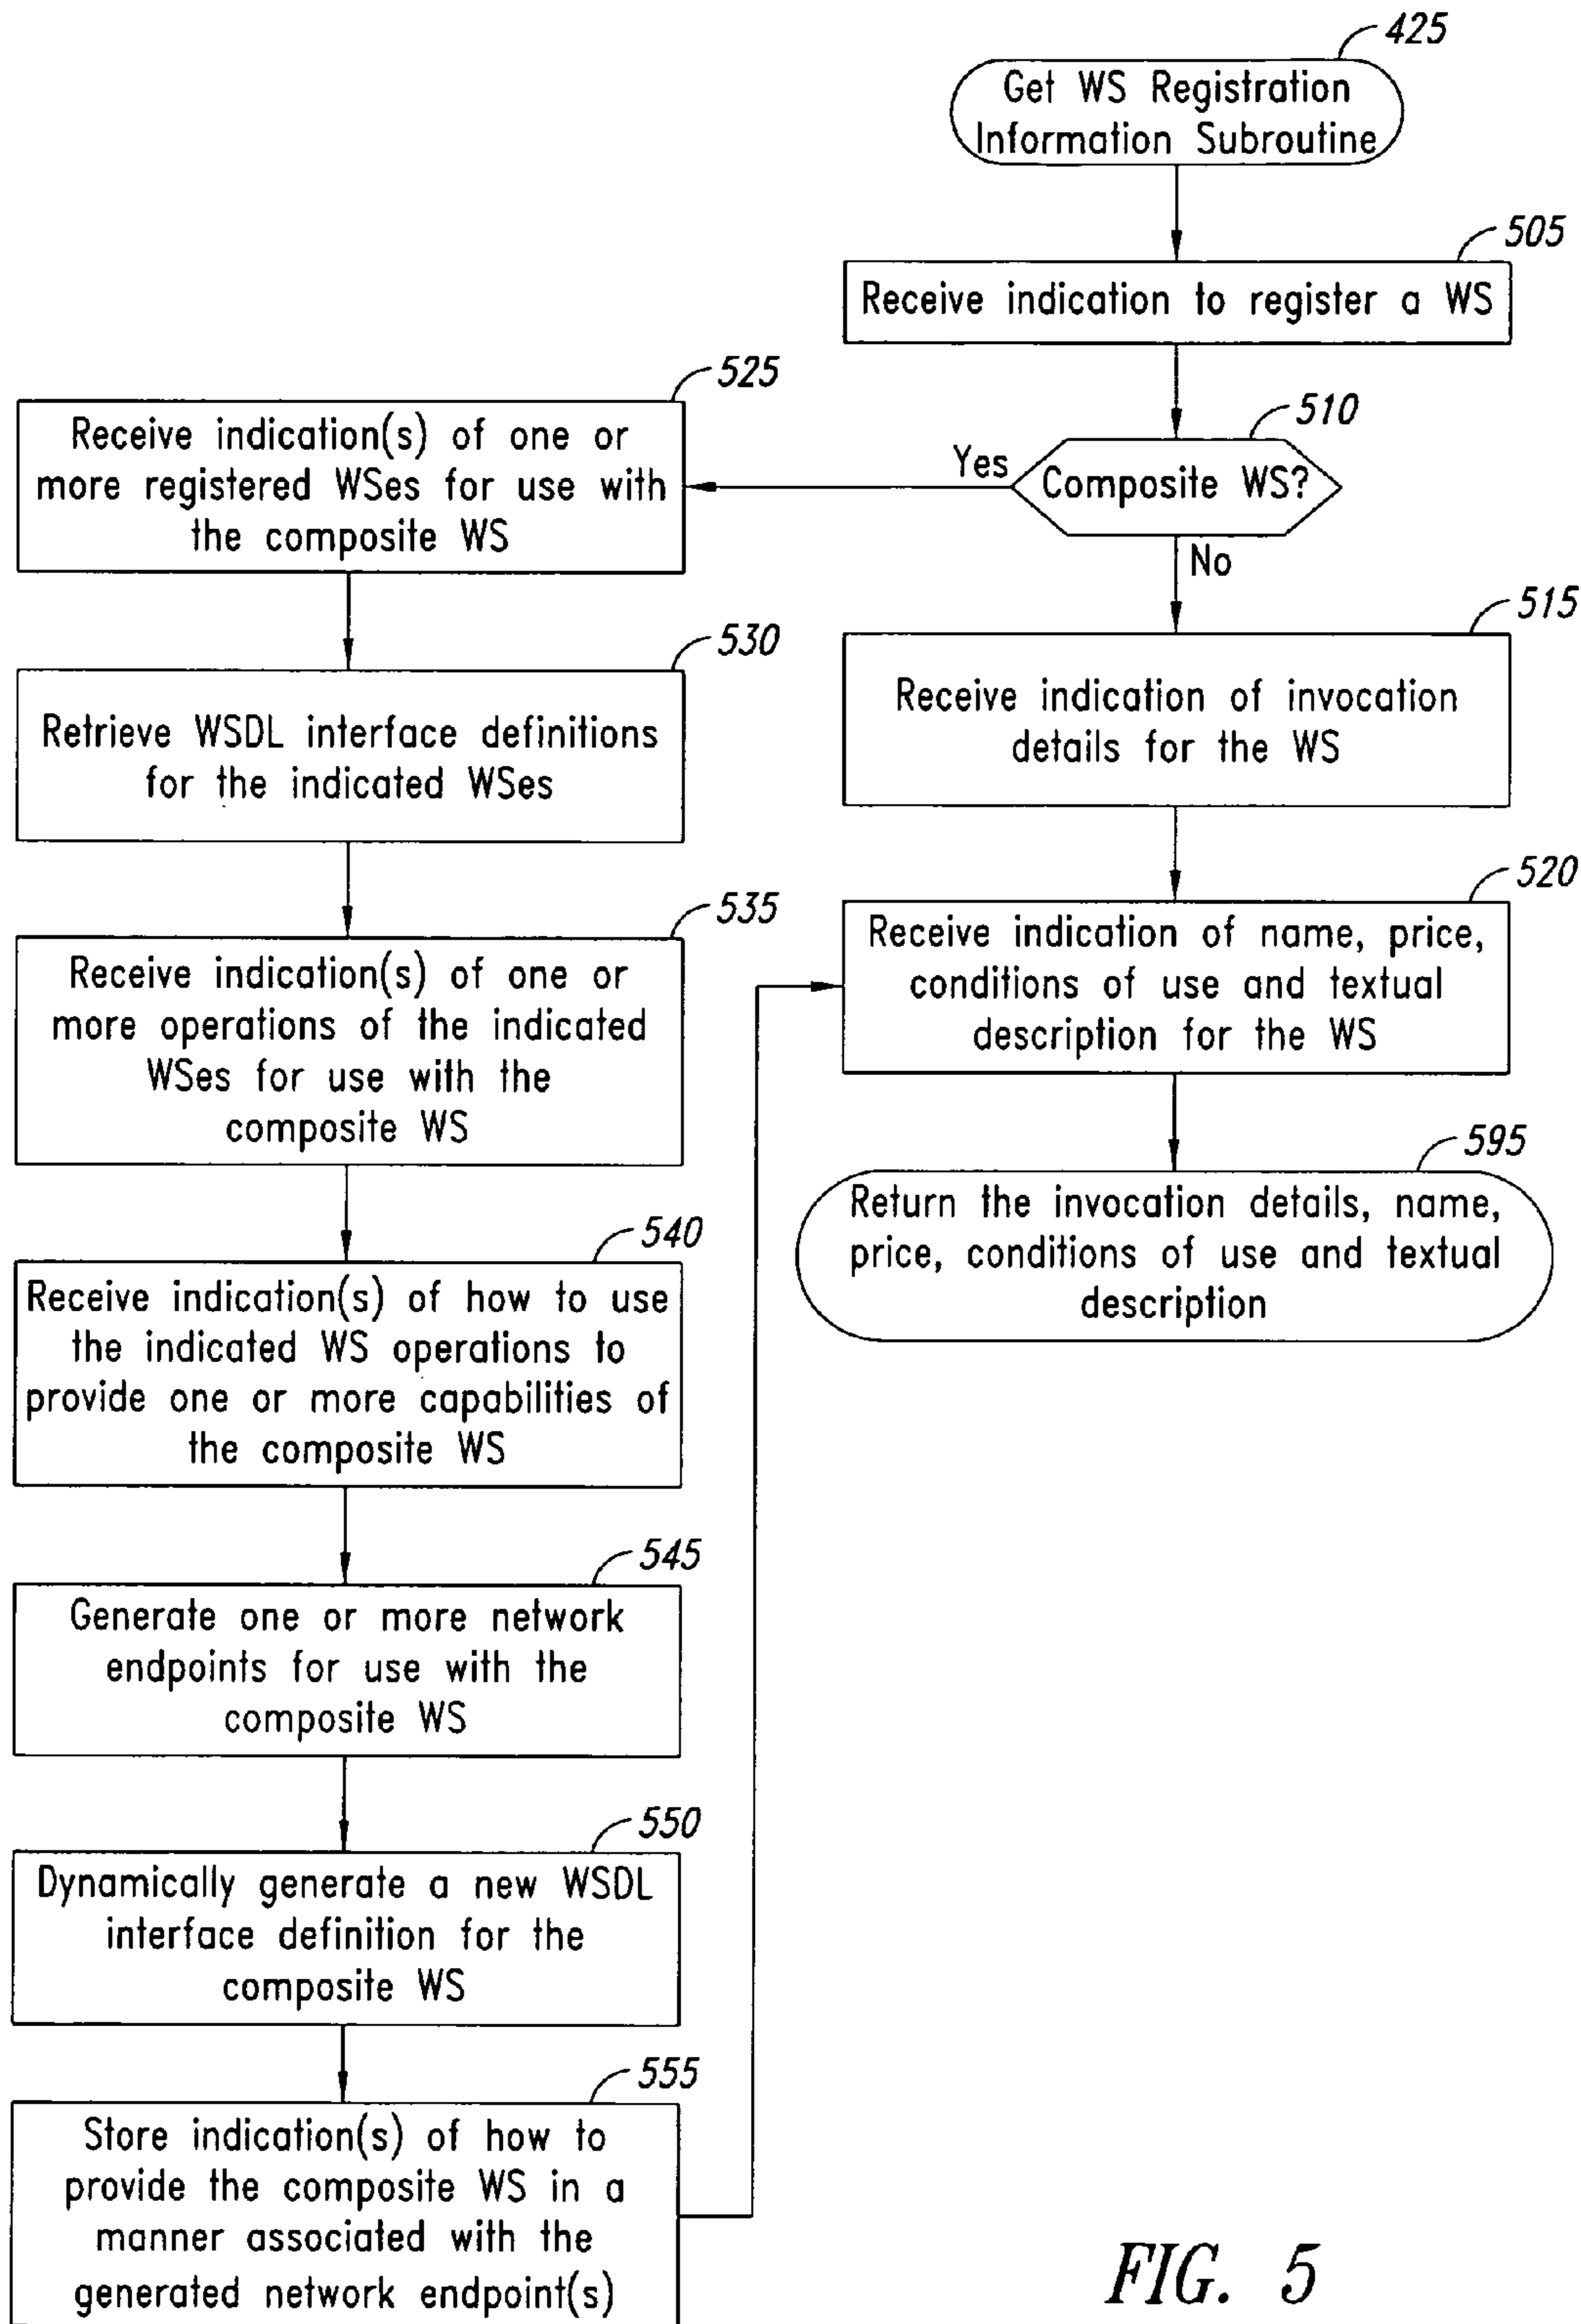 425
Get WS Registration
Information Subroutine
505
Receive indication to register a WS
510
Composite WS?
Yes
No
515
Receive indication of invocation
details for the WS
520
Receive indication of name, price,
conditions of use and textual
description for the WS
595
Return the invocation details, name,
price, conditions of use and textual
description
525
Receive indication(s) of one or
more registered WSes for use with
the composite WS
530
Retrieve WSDL interface definitions
for the indicated WSes
535
Receive indication(s) of one or
more operations of the indicated
WSes for use with the
composite WS
540
Receive indication(s) of how to use
the indicated WS operations to
provide one or more capabilities of
the composite WS
545
Generate one or more network
endpoints for use with the
composite WS
550
Dynamically generate a new WSDL
interface definition for the
composite WS
555
Store indication(s) of how to
provide the composite WS in a
manner associated with the
generated network endpoint(s)
FIG. 5